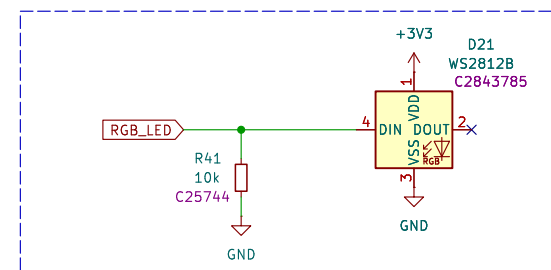 +3V3
D21
WS2812B
C2843785
1
VDD
RGB_LED
4
DIN
DOUT
2
VSS
RGB
3
R41
10k
C25744
GND
GND